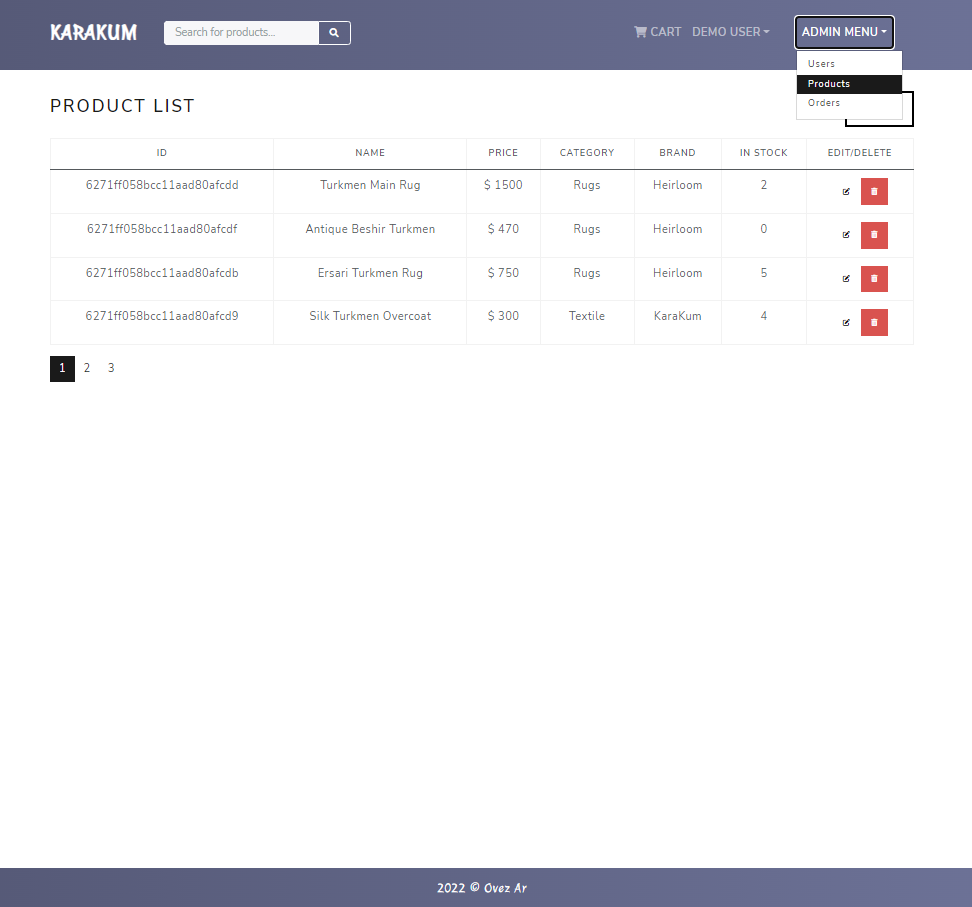 KARAKUM Search for products... CART DEMO USER ADMIN MENU
Users
Products
Orders
PRODUCT LIST
ID NAME PRICE CATEGORY BRAND IN STOCK EDIT/DELETE
6271ff058bcc11aad80afcdd Turkmen Main Rug $ 1500 Rugs Heirloom 2
6271ff058bcc11aad80afcdf Antique Beshir Turkmen $ 470 Rugs Heirloom 0
6271ff058bcc11aad80afcdb Ersari Turkmen Rug $ 750 Rugs Heirloom 5
6271ff058bcc11aad80afcd9 Silk Turkmen Overcoat $ 300 Textile KaraKum 4
1 2 3
2022 © Ovez Ar